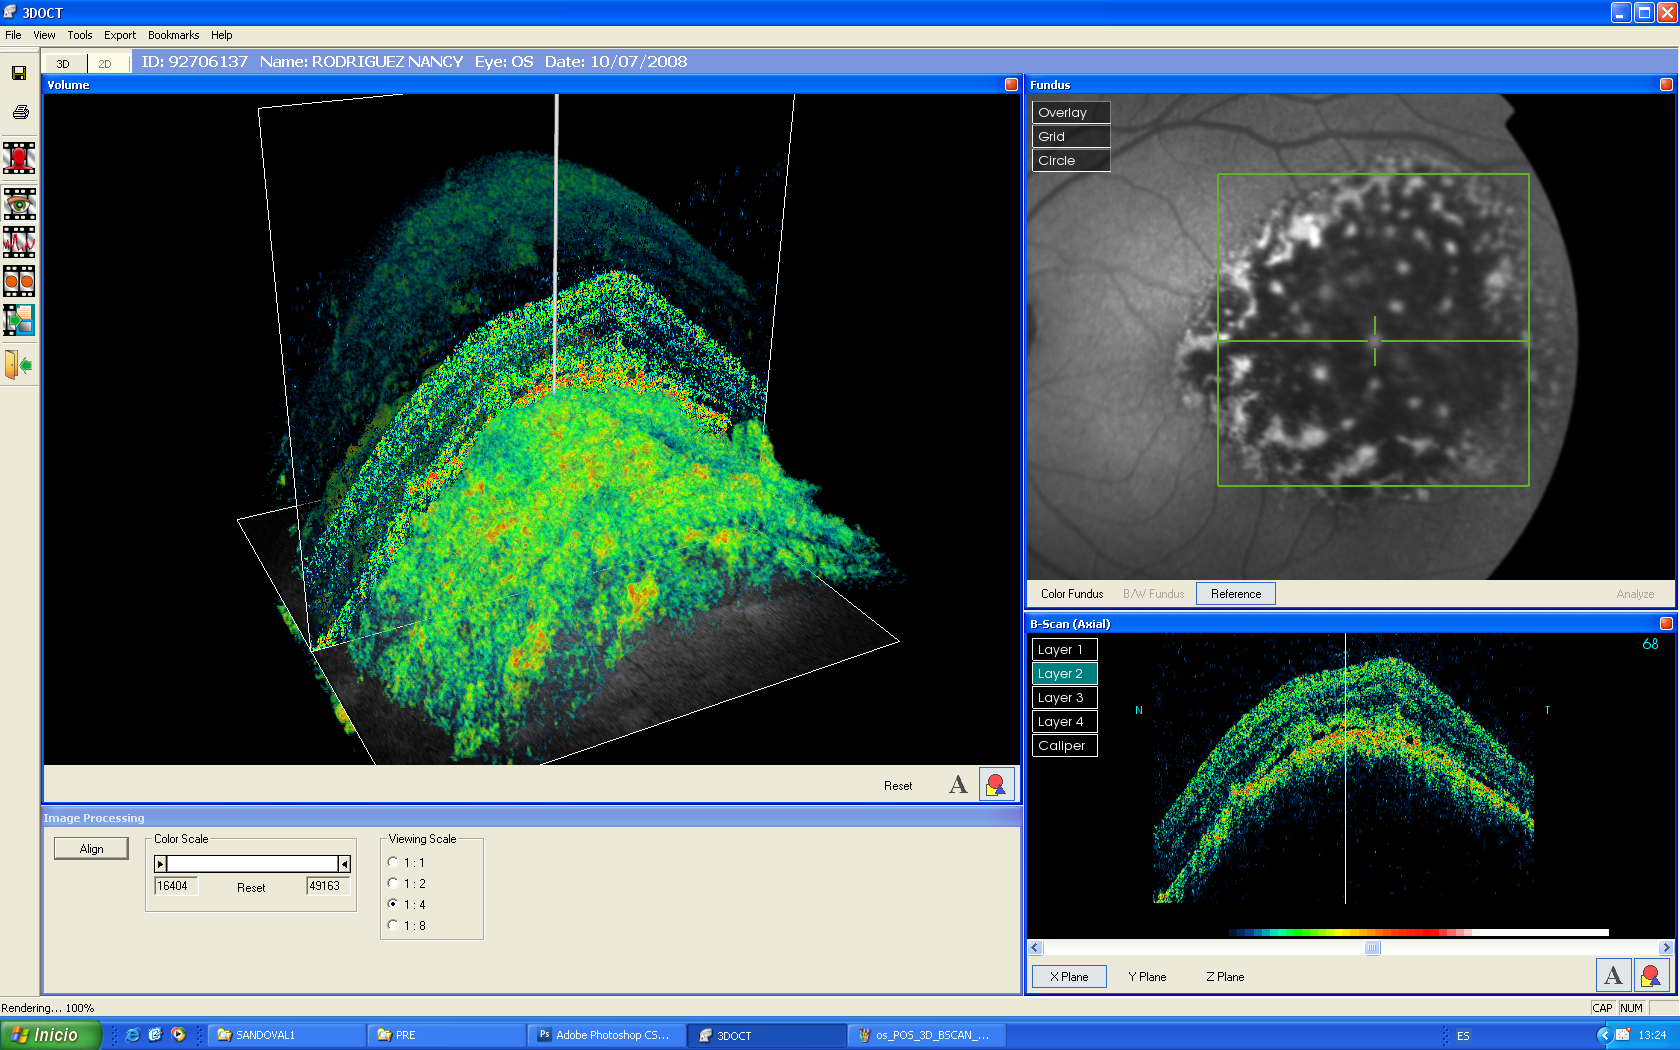 3DOCT
File View Tools Export Bookmarks Help
3D 2D ID: 92706137 Name: RODRIGUEZ NANCY Eye: OS Date: 10/07/2008
Volume
Reset A
Image Processing
Align
Color Scale
16404 Reset 49163
Viewing Scale
1 : 1
1 : 2
1 : 4
1 : 8
Fundus
Overlay
Grid
Circle
Color Fundus B/W Fundus Reference Analyze
B-Scan (Axial)
68
Layer 1
Layer 2
Layer 3
Layer 4
Caliper
N T
X Plane Y Plane Z Plane A
Rendering... 100% CAP NUM
Inicio SANDOVAL1 PRE Ps Adobe Photoshop CS... 3DOCT os_POS_3D_BSCAN_... ES 13:24